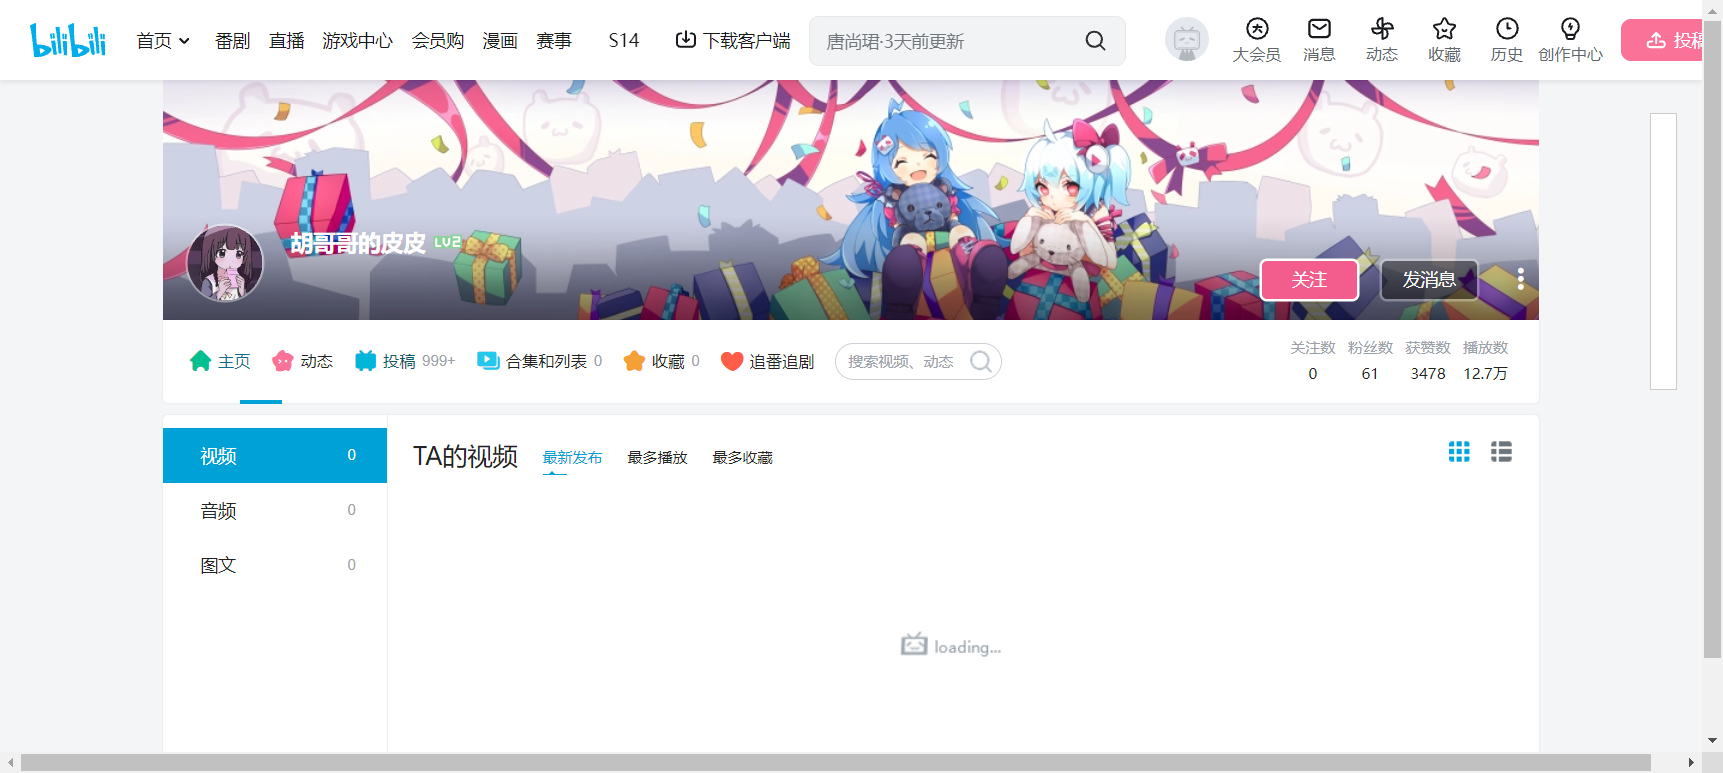 bilibili 首页 番剧 直播 游戏中心 会员购 漫画 赛事 S14 下载客户端 唐尚珺·3天前更新 大会员 消息 动态 收藏 历史 创作中心 投稿
胡哥哥的皮皮 LV2
关注 发消息
主页 动态 投稿 999+ 合集和列表 0 收藏 0 追番追剧 搜索视频、动态
关注数 粉丝数 获赞数 播放数
0 61 3478 12.7万
视频 0
音频 0
图文 0
TA的视频 最新发布 最多播放 最多收藏
loading...